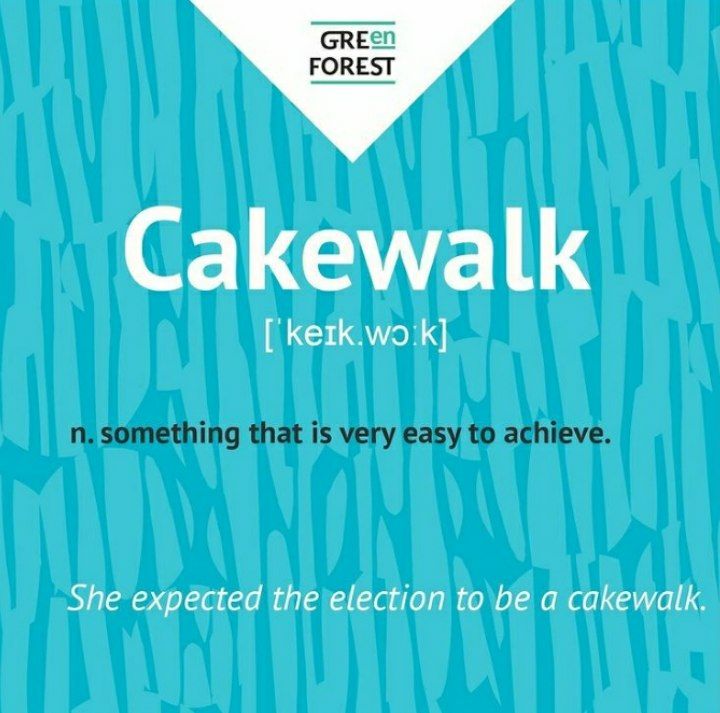 GREen
FOREST
Cakewalk
[ˈkeɪk.wɔːk]
n. something that is very easy to achieve.
She expected the election to be a cakewalk.